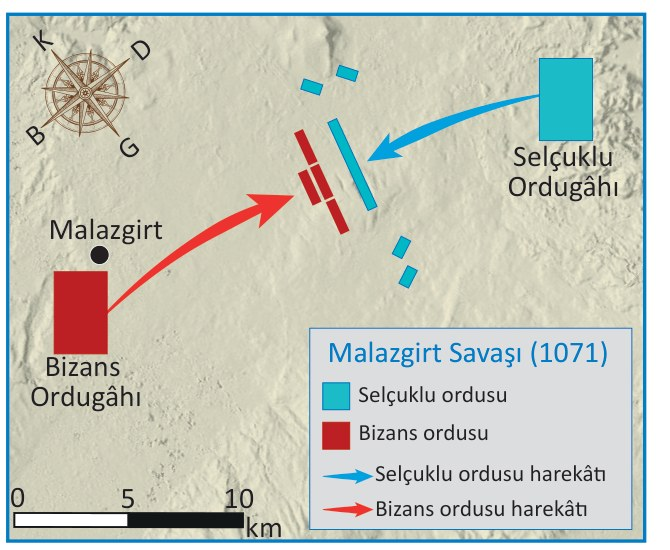 K
D
B
G
Selçuklu
Ordugâhı
Malazgirt
Bizans
Ordugâhı
Malazgirt Savaşı (1071)
Selçuklu ordusu
Bizans ordusu
Selçuklu ordusu harekâtı
Bizans ordusu harekâtı
0
5
10
km